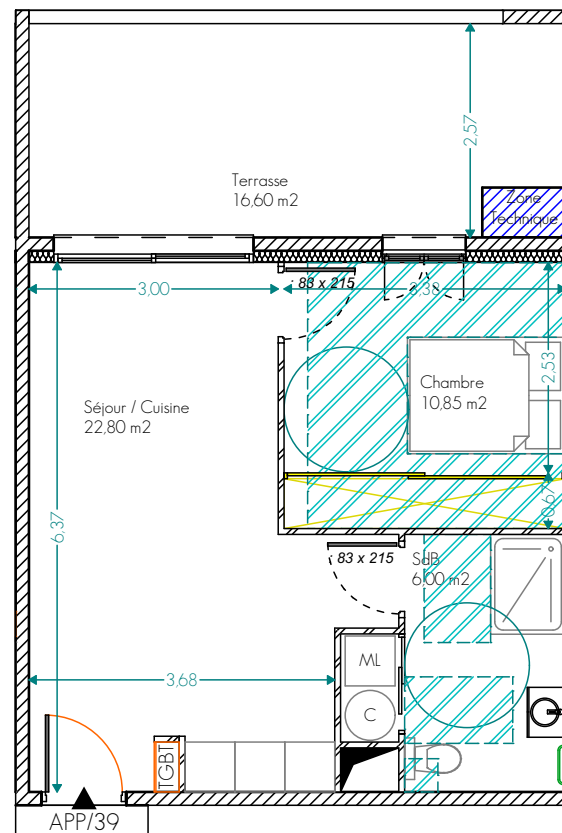 2,57
Terrasse
16,60 m2
Zone
Technique
3,00
83 x 215
3,38
2,53
Chambre
10,85 m2
Séjour / Cuisine
22,80 m2
6,37
0,67
83 x 215
SdB
6,00 m2
ML
3,68
C
TGBT
APP/39